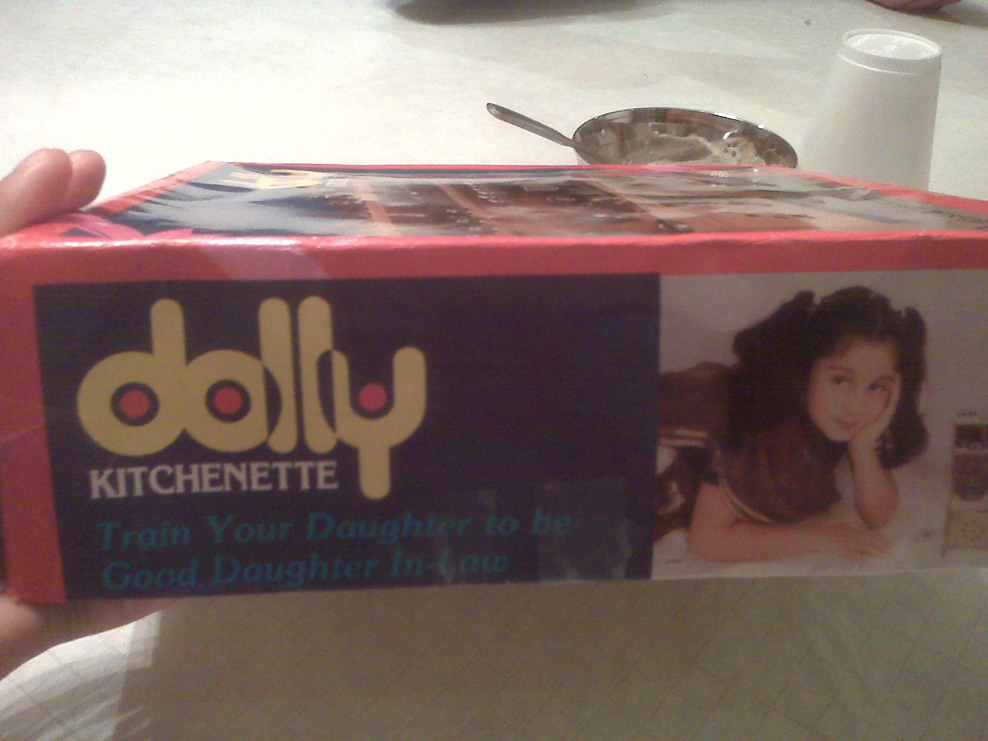 dolly
KITCHENETTE
Train Your Daughter to be
Good Daughter In-Law